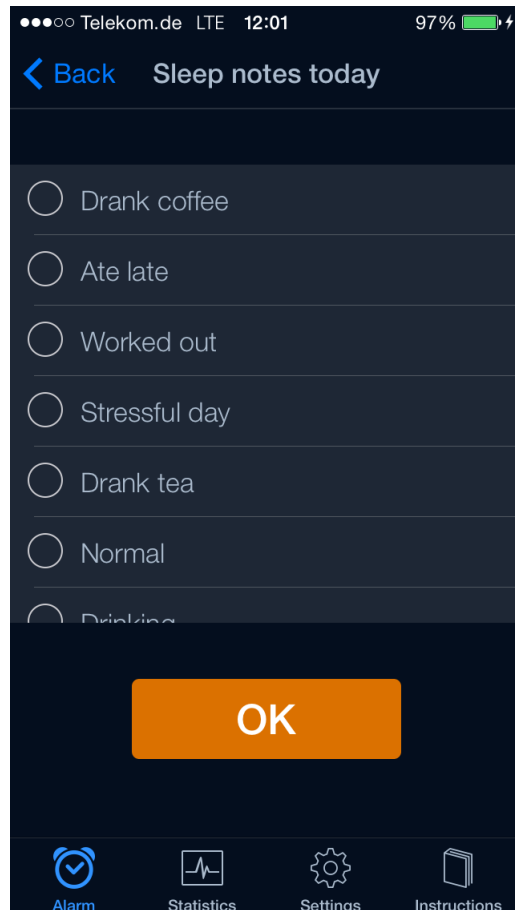 Telekom.de LTE 12:01 97%
Back Sleep notes today
Drank coffee
Ate late
Worked out
Stressful day
Drank tea
Normal
Drinking
OK
Alarm Statistics Settings Instructions